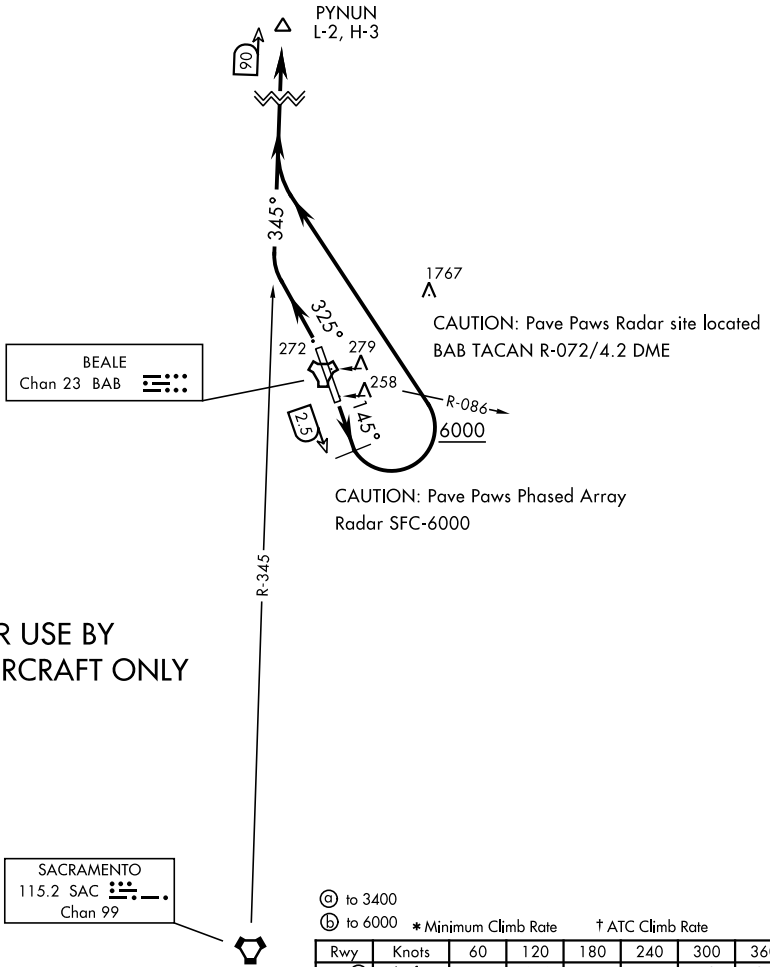 PYNUN
L-2, H-3
90
345°
1767
CAUTION: Pave Paws Radar site located
BAB TACAN R-072/4.2 DME
325°
272
279
258
BEALE
Chan 23 BAB
R-086
2.5
145°
6000
CAUTION: Pave Paws Phased Array
Radar SFC-6000
R-345
R USE BY
RCRAFT ONLY
SACRAMENTO
115.2 SAC
Chan 99
ⓐ to 3400
ⓑ to 6000 * Minimum Climb Rate † ATC Climb Rate
Rwy Knots 60 120 180 240 300 360